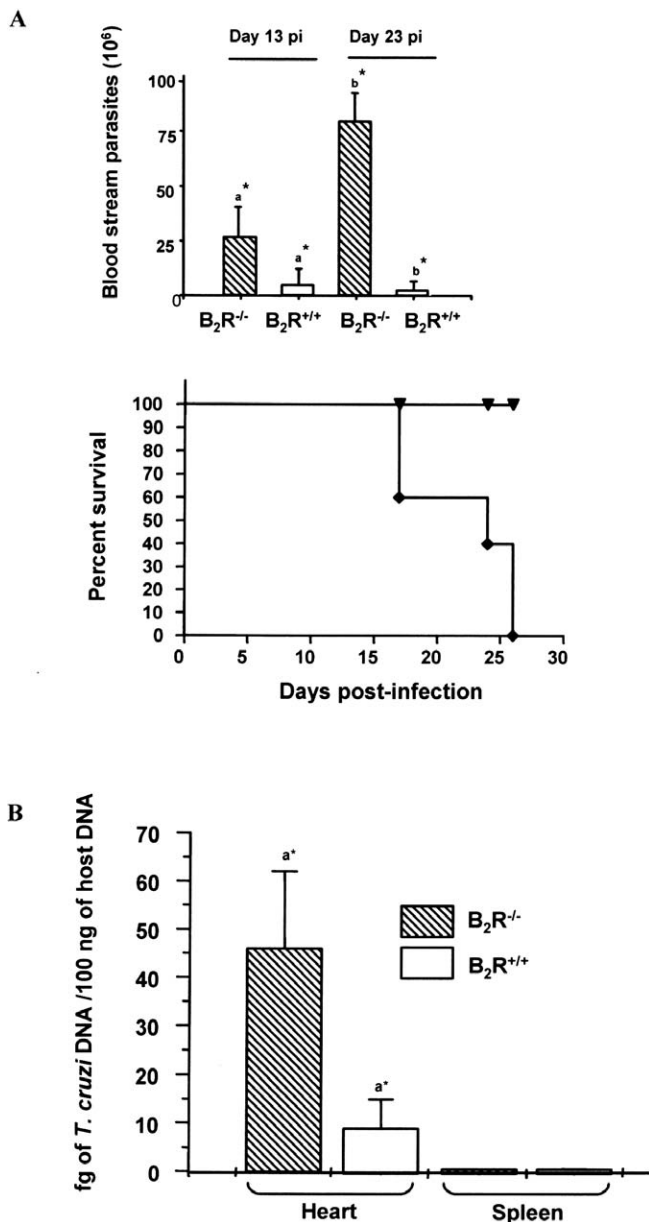 A
Day 13 pi Day 23 pi
Blood stream parasites (10⁶)
100
75
50
25
0
a* a* b* b*
B₂R⁻/⁻ B₂R⁺/⁺ B₂R⁻/⁻ B₂R⁺/⁺
Percent survival
100
90
80
70
60
50
40
30
20
10
0
0 5 10 15 20 25 30
Days post-infection
B
fg of T. cruzi DNA /100 ng of host DNA
70
60
50
40
30
20
10
0
a*
a*
B₂R⁻/⁻
B₂R⁺/⁺
Heart Spleen